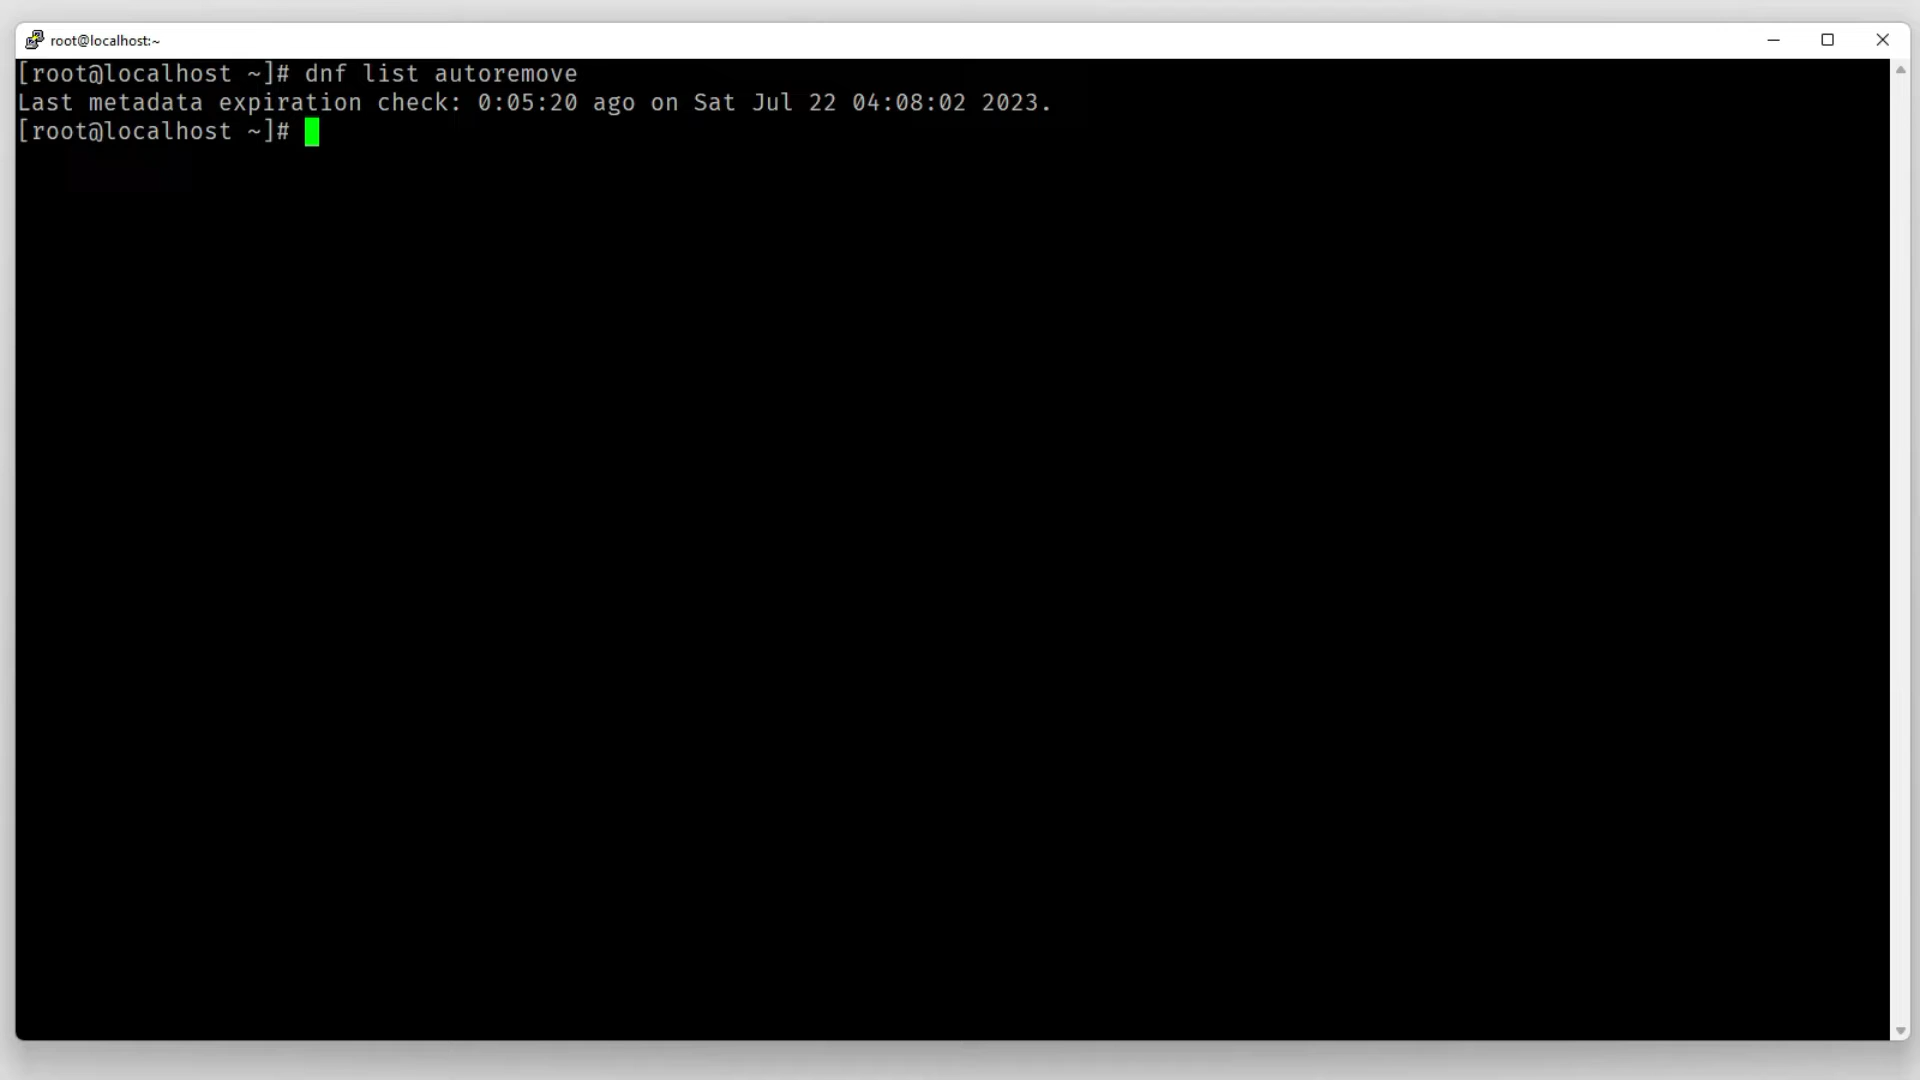 root@localhost:~
[root@localhost ~]# dnf list autoremove
Last metadata expiration check: 0:05:20 ago on Sat Jul 22 04:08:02 2023.
[root@localhost ~]#